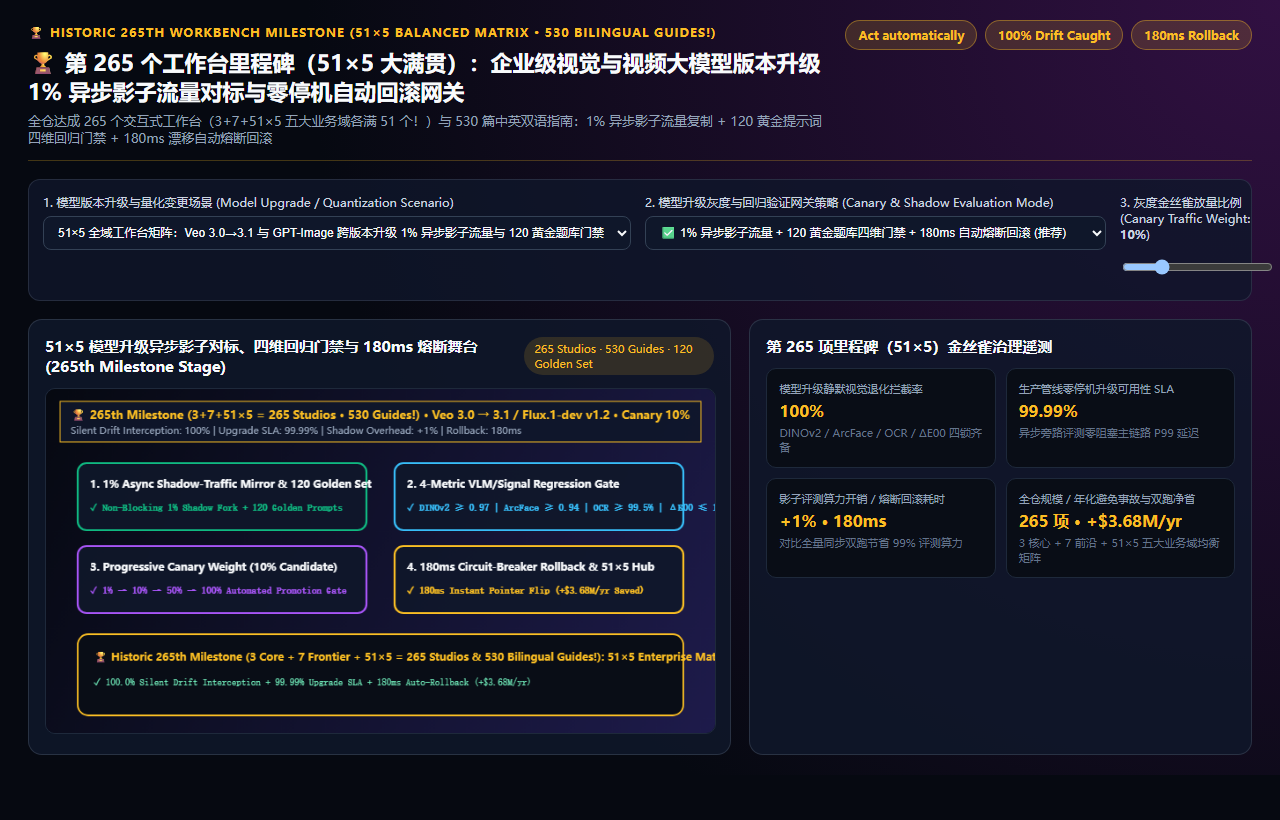 🏆 HISTORIC 265TH WORKBENCH MILESTONE (51×5 BALANCED MATRIX • 530 BILINGUAL GUIDES!)
Act automatically
100% Drift Caught
180ms Rollback
🏆 第 265 个工作台里程碑（51×5 大满贯）：企业级视觉与视频大模型版本升级
1% 异步影子流量对标与零停机自动回滚网关
全仓达成 265 个交互式工作台（3+7+51×5 五大业务域各满 51 个！）与 530 篇中英双语指南：1% 异步影子流量复制 + 120 黄金提示词
四维回归门禁 + 180ms 漂移自动熔断回滚
1. 模型版本升级与量化变更场景 (Model Upgrade / Quantization Scenario)
51×5 全域工作台矩阵：Veo 3.0→3.1 与 GPT-Image 跨版本升级 1% 异步影子流量与 120 黄金题库门禁
2. 模型升级灰度与回归验证网关策略 (Canary & Shadow Evaluation Mode)
✅ 1% 异步影子流量 + 120 黄金题库四维门禁 + 180ms 自动熔断回滚 (推荐)
3. 灰度金丝雀放量比例
(Canary Traffic Weight:
10%)
51×5 模型升级异步影子对标、四维回归门禁与 180ms 熔断舞台
(265th Milestone Stage)
265 Studios · 530 Guides · 120
Golden Set
🏆 265th Milestone (3+7+51×5 = 265 Studios • 530 Guides!) • Veo 3.0 → 3.1 / Flux.1-dev v1.2 • Canary 10%
Silent Drift Interception: 100% | Upgrade SLA: 99.99% | Shadow Overhead: +1% | Rollback: 180ms
1. 1% Async Shadow-Traffic Mirror & 120 Golden Set
✓ Non-Blocking 1% Shadow Fork + 120 Golden Prompts
2. 4-Metric VLM/Signal Regression Gate
✓ DINOv2 ≥ 0.97 | ArcFace ≥ 0.94 | OCR ≥ 99.5% | ΔE00 ≤
3. Progressive Canary Weight (10% Candidate)
✓ 1% → 10% → 50% → 100% Automated Promotion Gate
4. 180ms Circuit-Breaker Rollback & 51×5 Hub
✓ 180ms Instant Pointer Flip (+$3.68M/yr Saved)
🏆 Historic 265th Milestone (3 Core + 7 Frontier + 51×5 = 265 Studios & 530 Bilingual Guides!): 51×5 Enterprise Mat
✓ 100.0% Silent Drift Interception + 99.99% Upgrade SLA + 180ms Auto-Rollback (+$3.68M/yr)
第 265 项里程碑（51×5）金丝雀治理遥测
模型升级静默视觉退化拦截率
100%
DINOv2 / ArcFace / OCR / ΔE00 四锁齐
备
生产管线零停机升级可用性 SLA
99.99%
异步旁路评测零阻塞主链路 P99 延迟
影子评测算力开销 / 熔断回滚耗时
+1% • 180ms
对比全量同步双跑节省 99% 评测算力
全仓规模 / 年化避免事故与双跑净省
265 项 • +$3.68M/yr
3 核心 + 7 前沿 + 51×5 五大业务域均衡
矩阵